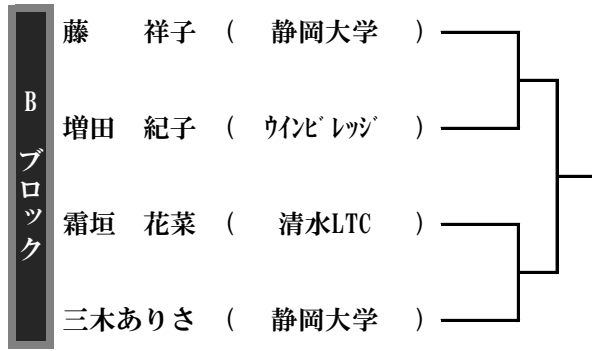 B ブロック
藤　　祥子 （ 静岡大学 ）
増田　紀子 （ ｳｲﾝﾋﾞﾚｯｼﾞ ）
霜垣　花菜 （ 清水LTC ）
三木ありさ （ 静岡大学 ）